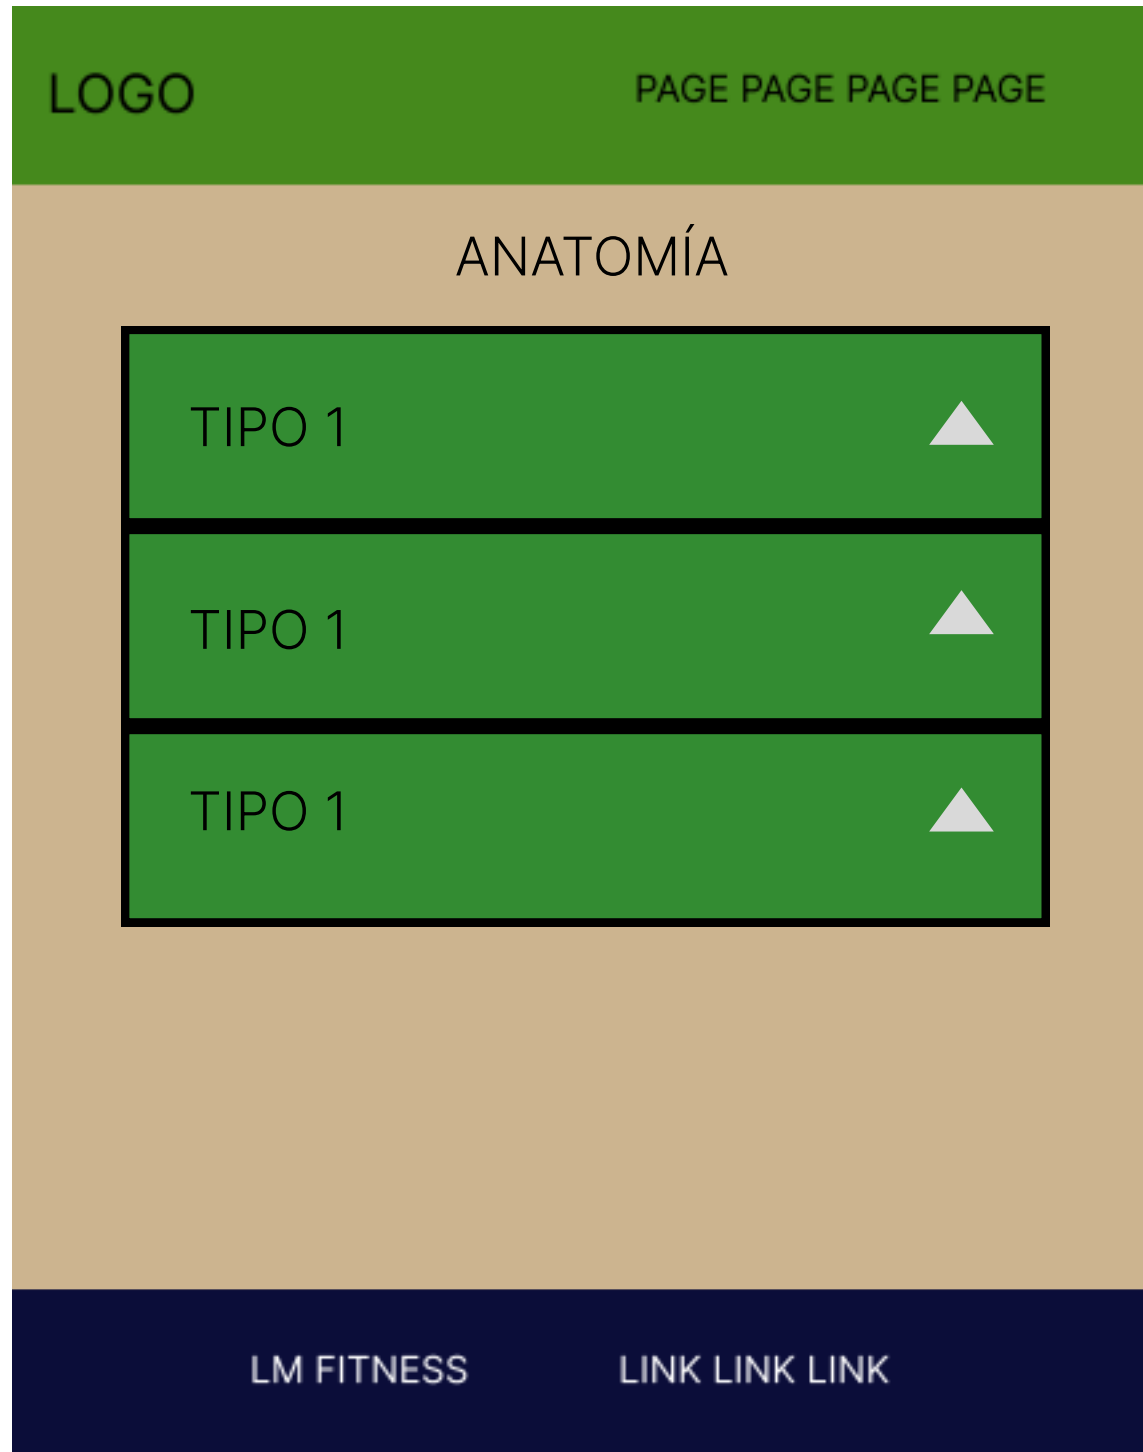 LOGO
PAGE PAGE PAGE PAGE
ANATOMÍA
TIPO 1
TIPO 1
TIPO 1
LM FITNESS
LINK LINK LINK